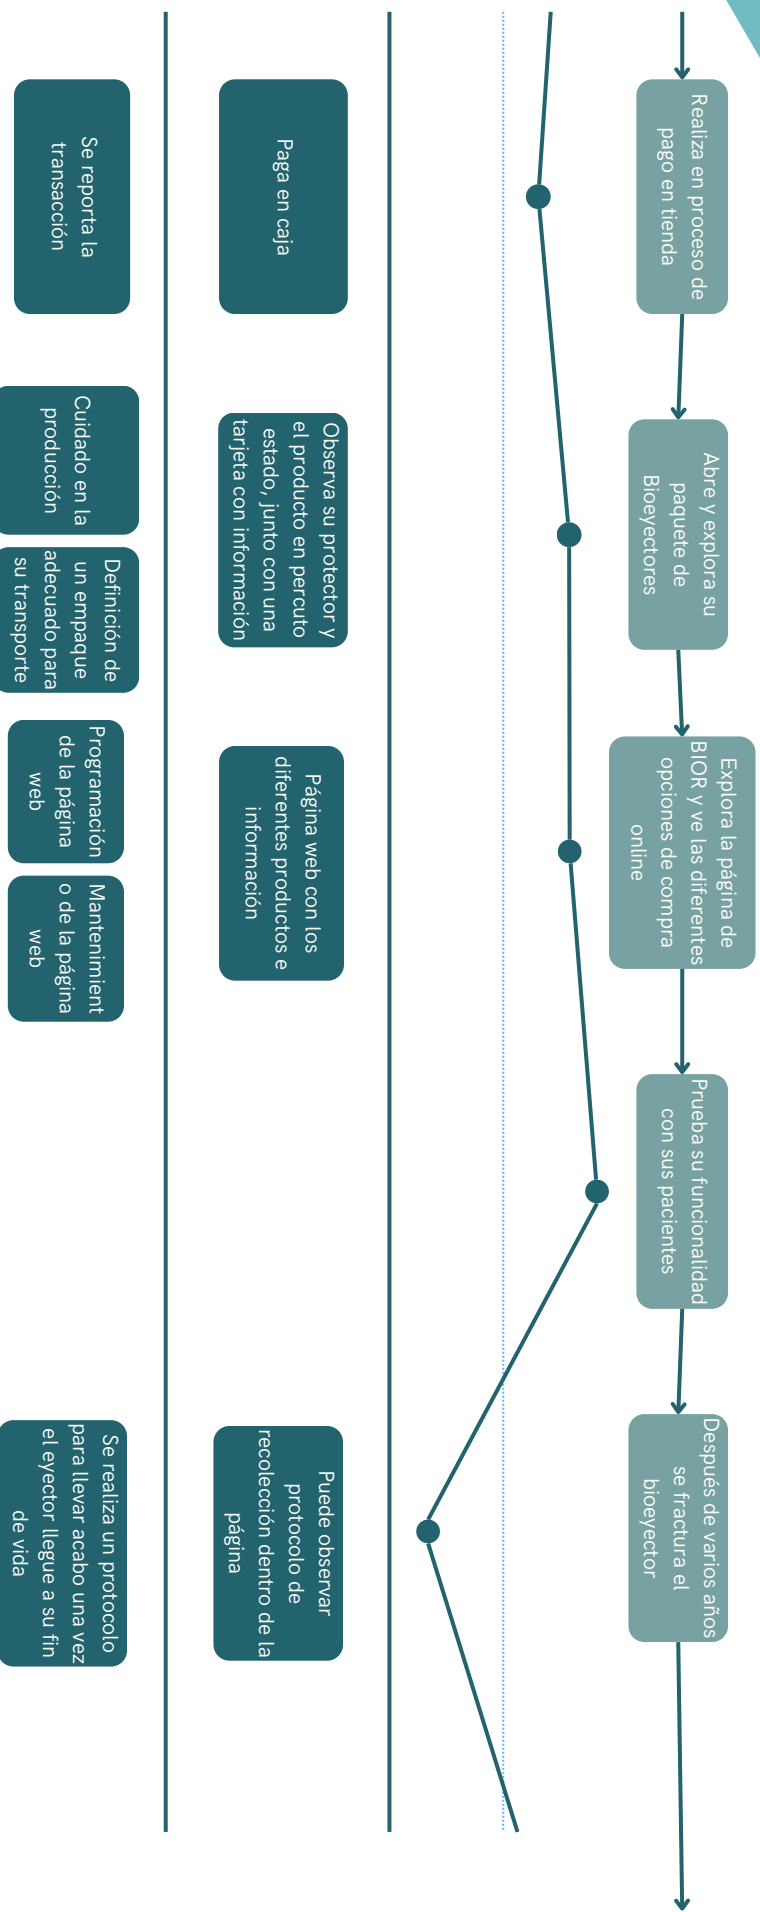 Realiza en proceso de
pago en tienda
Abre y explora su
paquete de
Bioeyectores
Explora la página de
BIOR y ve las diferentes
opciones de compra
online
Prueba su funcionalidad
con sus pacientes
Después de varios años
se fractura el
bioeyector
Paga en caja
Observa su protector y
el producto en percuto
estado, junto con una
tarjeta con información
Página web con los
diferentes productos e
información
Puede observar
protocolo de
recolección dentro de la
página
Se reporta la
transacción
Cuidado en la
producción
Definición de
un empaque
adecuado para
su transporte
Programación
de la página
web
Mantenimient
o de la página
web
Se realiza un protocolo
para llevar acabo una vez
el eyector llegue a su fin
de vida